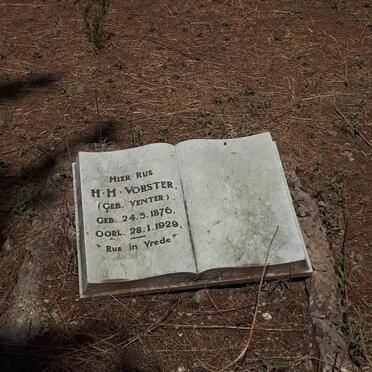 HIER RUS
H·H·VORSTER,
(GEB. VENTER)
GEB. 24.5.1876,
OORL. 28.1.1929.
"RUS IN VREDE"